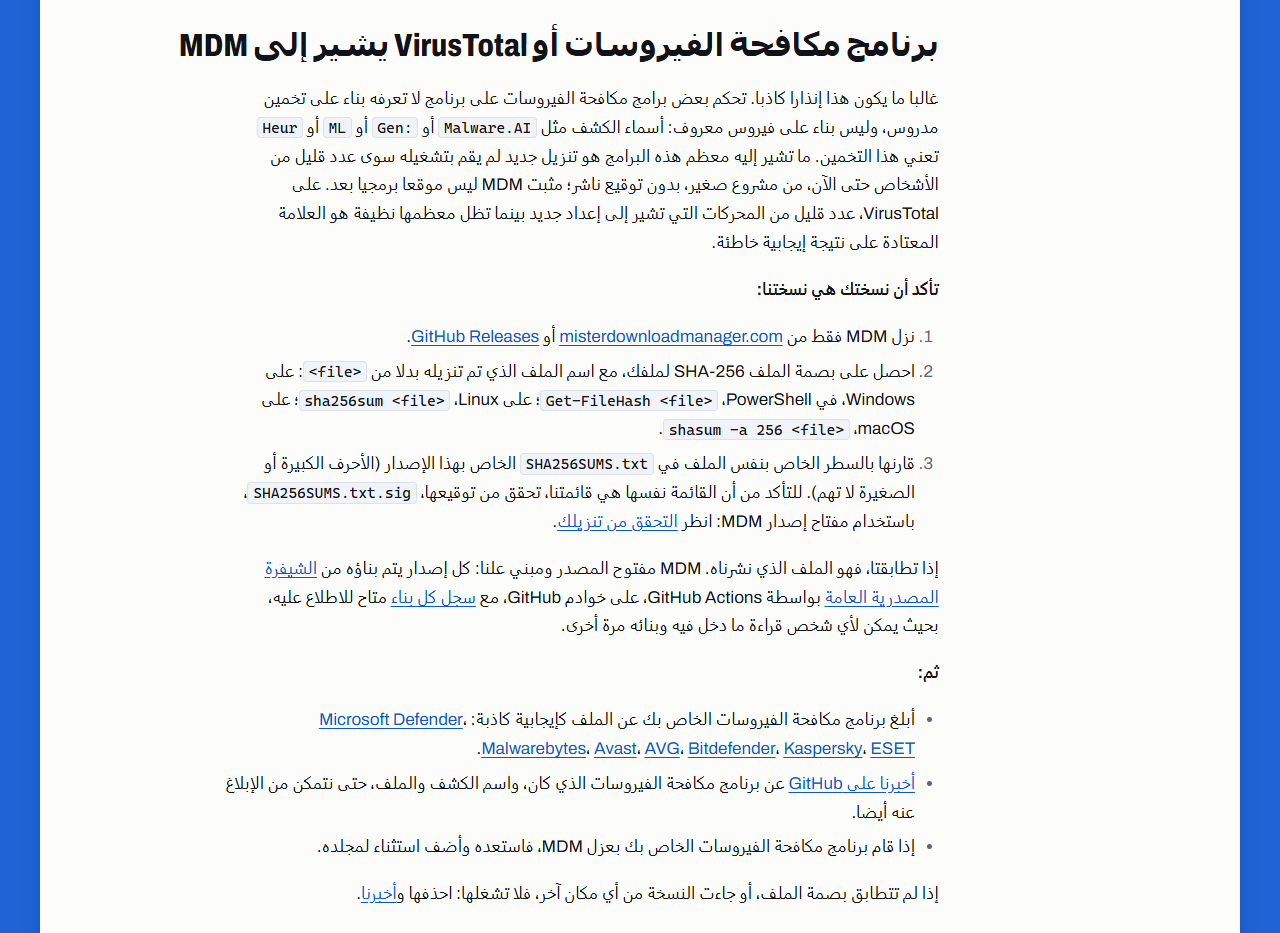 برنامج مكافحة الفيروسات أو VirusTotal يشير إلى MDM
غالبا ما يكون هذا إنذارا كاذبا. تحكم بعض برامج مكافحة الفيروسات على برنامج لا تعرفه بناء على تخمين
مدروس، وليس بناء على فيروس معروف: أسماء الكشف مثل Malware.AI أو Gen: أو ML أو Heur
تعني هذا التخمين. ما تشير إليه معظم هذه البرامج هو تنزيل جديد لم يقم بتشغيله سوى عدد قليل من
الأشخاص حتى الآن، من مشروع صغير، بدون توقيع ناشر؛ مثبت MDM ليس موقعا برمجيا بعد. على
VirusTotal، عدد قليل من المحركات التي تشير إلى إعداد جديد بينما تظل معظمها نظيفة هو العلامة
المعتادة على نتيجة إيجابية خاطئة.
تأكد أن نسختك هي نسختنا:
1. نزل MDM فقط من misterdownloadmanager.com أو GitHub Releases.
2. احصل على بصمة الملف SHA-256 لملفك، مع اسم الملف الذي تم تنزيله بدلا من <file>: على
Windows، في PowerShell، Get-FileHash <file>؛ على Linux، sha256sum <file>؛ على
macOS، shasum -a 256 <file>.
3. قارنها بالسطر الخاص بنفس الملف في SHA256SUMS.txt الخاص بهذا الإصدار (الأحرف الكبيرة أو
الصغيرة لا تهم). للتأكد من أن القائمة نفسها هي قائمتنا، تحقق من توقيعها، SHA256SUMS.txt.sig،
باستخدام مفتاح إصدار MDM: انظر التحقق من تنزيلك.
إذا تطابقتا، فهو الملف الذي نشرناه. MDM مفتوح المصدر ومبني علنا: كل إصدار يتم بناؤه من الشيفرة
المصدرية العامة بواسطة GitHub Actions، على خوادم GitHub، مع سجل كل بناء متاح للاطلاع عليه،
بحيث يمكن لأي شخص قراءة ما دخل فيه وبنائه مرة أخرى.
ثم:
• أبلغ برنامج مكافحة الفيروسات الخاص بك عن الملف كإيجابية كاذبة: Microsoft Defender،
ESET، Kaspersky، Bitdefender، AVG، Avast، Malwarebytes.
• أخبرنا على GitHub عن برنامج مكافحة الفيروسات الذي كان، واسم الكشف والملف، حتى نتمكن من الإبلاغ
عنه أيضا.
• إذا قام برنامج مكافحة الفيروسات الخاص بك بعزل MDM، فاستعده وأضف استثناء لمجلده.
إذا لم تتطابق بصمة الملف، أو جاءت النسخة من أي مكان آخر، فلا تشغلها: احذفها وأخبرنا.